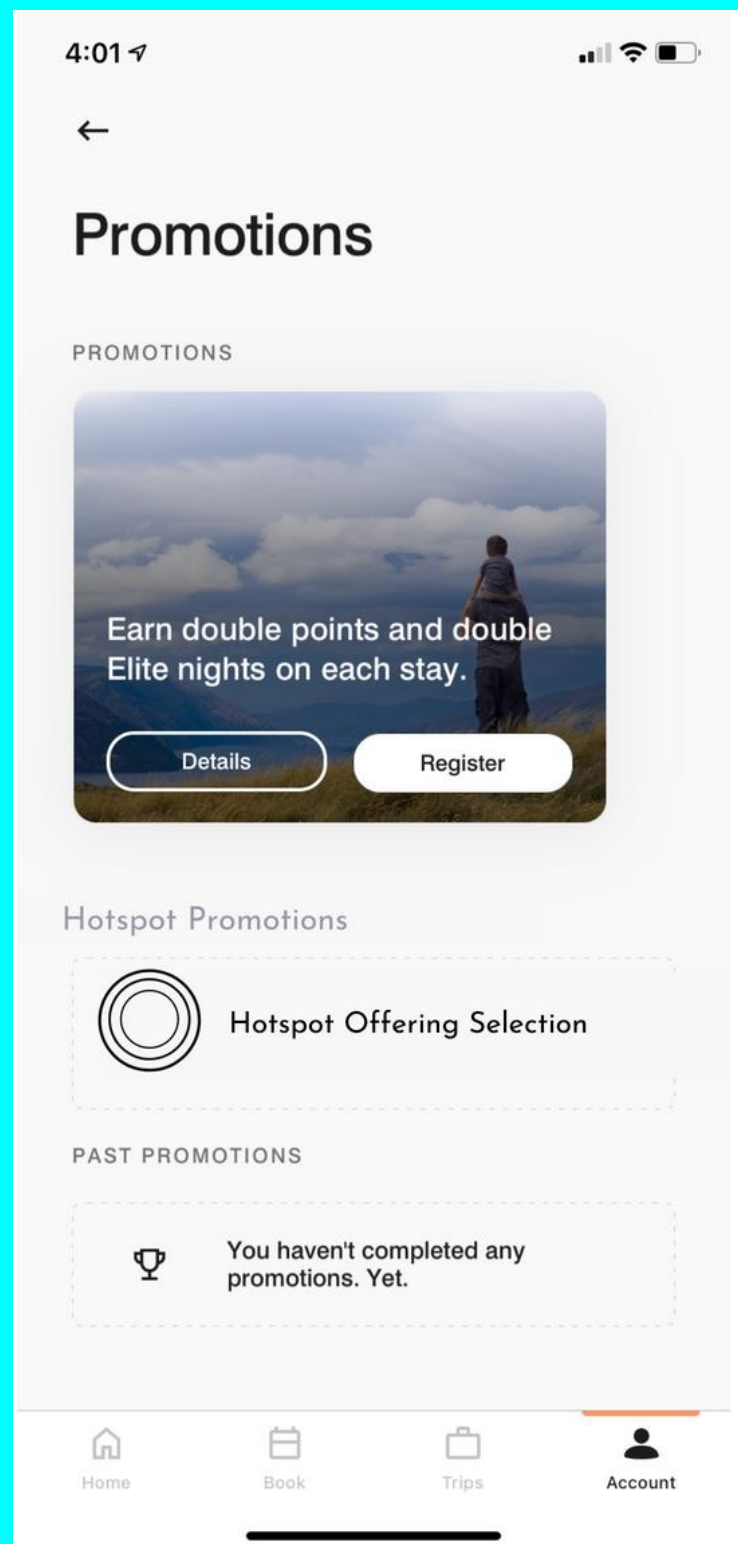 4:01
Promotions
PROMOTIONS
Earn double points and double
Elite nights on each stay.
Details
Register
Hotspot Promotions
Hotspot Offering Selection
PAST PROMOTIONS
You haven't completed any
promotions. Yet.
Home
Book
Trips
Account